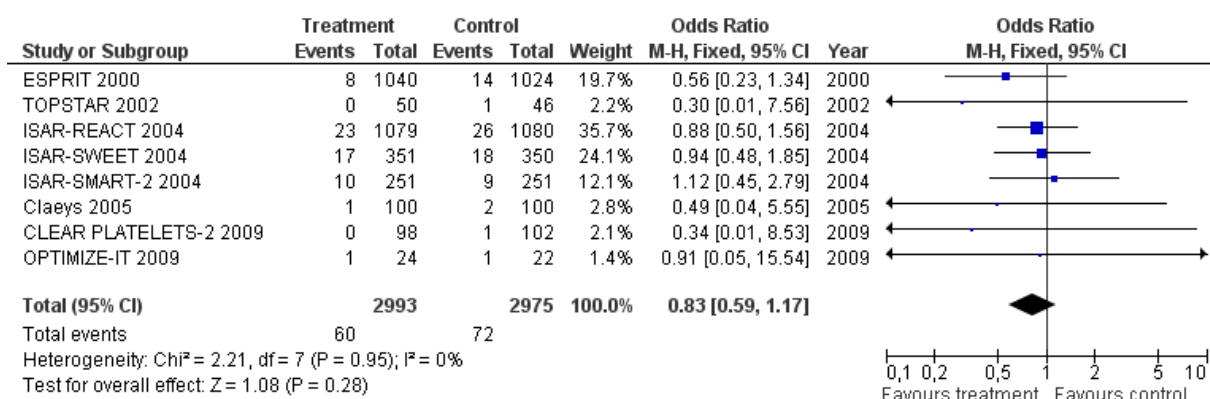 Treatment Control Odds Ratio Odds Ratio
Study or Subgroup Events Total Events Total Weight M-H, Fixed, 95% CI Year M-H, Fixed, 95% CI
ESPRIT 2000 8 1040 14 1024 19.7% 0.56 [0.23, 1.34] 2000
TOPSTAR 2002 0 50 1 46 2.2% 0.30 [0.01, 7.56] 2002
ISAR-REACT 2004 23 1079 26 1080 35.7% 0.88 [0.50, 1.56] 2004
ISAR-SWEET 2004 17 351 18 350 24.1% 0.94 [0.48, 1.85] 2004
ISAR-SMART-2 2004 10 251 9 251 12.1% 1.12 [0.45, 2.79] 2004
Claeys 2005 1 100 2 100 2.8% 0.49 [0.04, 5.55] 2005
CLEAR PLATELETS-2 2009 0 98 1 102 2.1% 0.34 [0.01, 8.53] 2009
OPTIMIZE-IT 2009 1 24 1 22 1.4% 0.91 [0.05, 15.54] 2009
Total (95% CI) 2993 2975 100.0% 0.83 [0.59, 1.17]
Total events 60 72
Heterogeneity: Chi² = 2.21, df = 7 (P = 0.95); I² = 0%
Test for overall effect: Z = 1.08 (P = 0.28)
0,1 0,2 0,5 1 2 5 10
Favours treatment Favours control